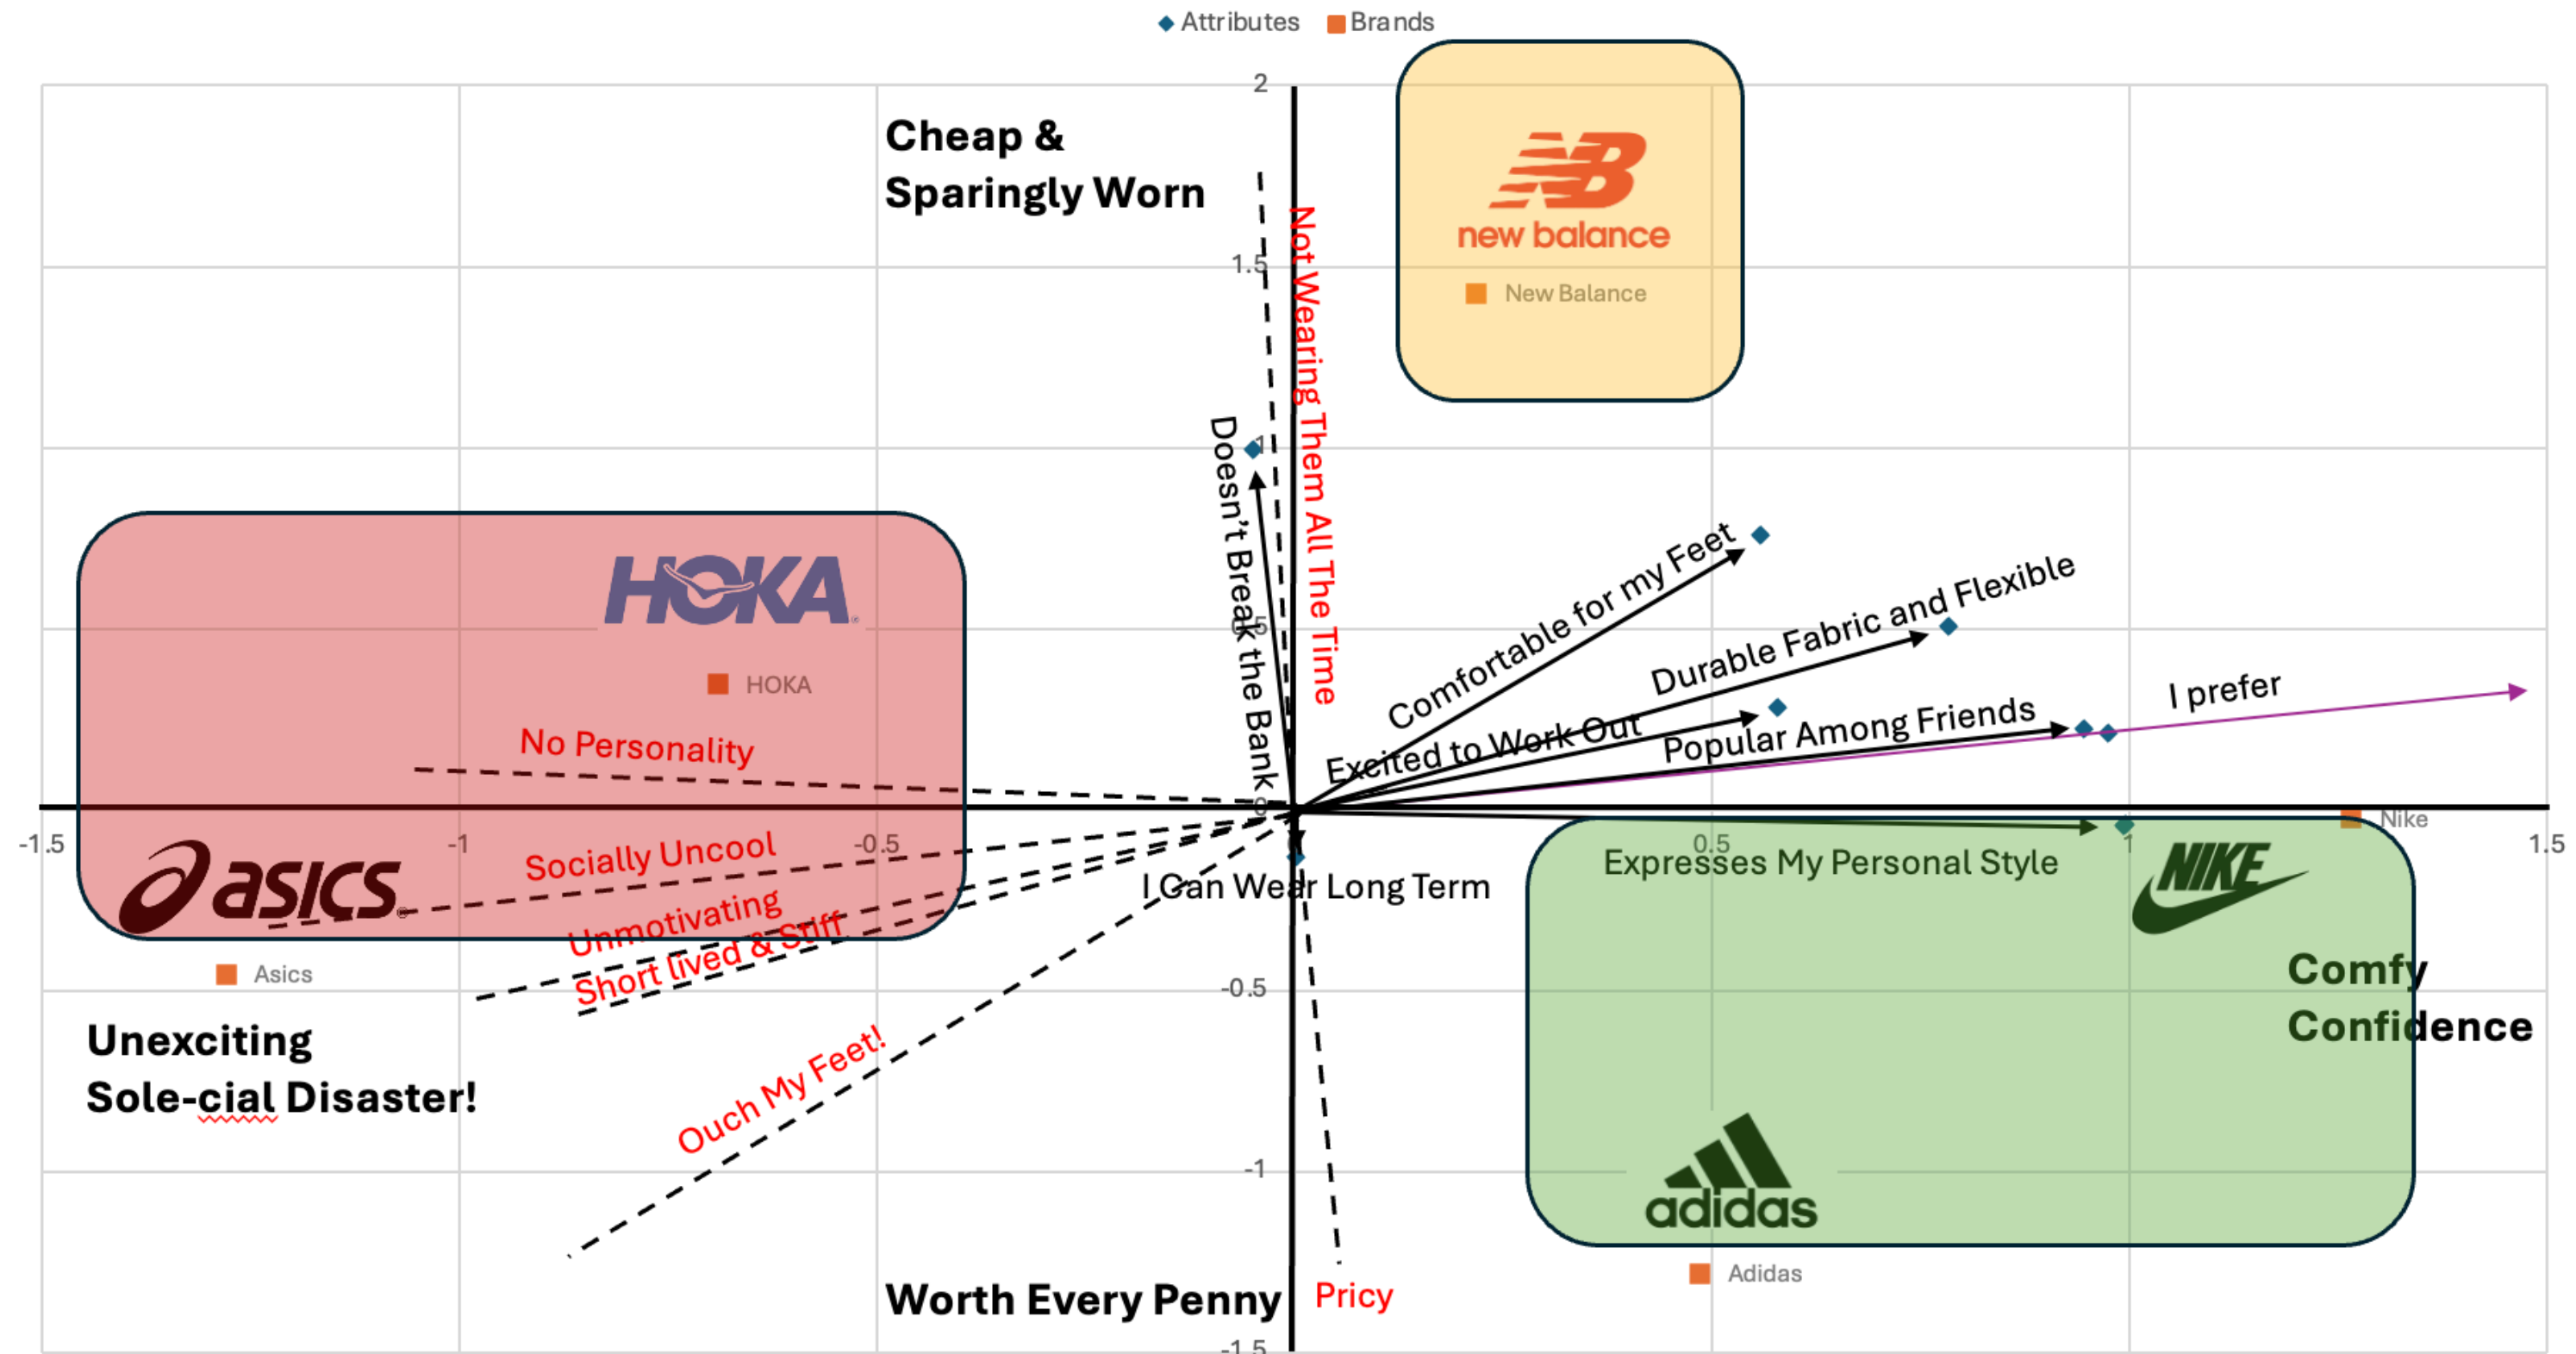 Attributes
Brands
2
Cheap &
Sparingly Worn
NB
new balance
1.5
New Balance
Not Wearing Them All The Time
Doesn't Break the Bank
1
Comfortable for my Feet
Durable Fabric and Flexible
HOKA
0.5
HOKA
I prefer
No Personality
Excited to Work Out
Popular Among Friends
0
-1.5
-1
-0.5
0.5
1
1.5
Nike
Socially Uncool
asics
I Can Wear Long Term
Expresses My Personal Style
NIKE
Unmotivating
Short lived & Stiff
Asics
-0.5
Comfy
Confidence
Unexciting
Sole-cial Disaster!
Ouch My Feet!
-1
adidas
Adidas
Worth Every Penny
Pricy
-1.5